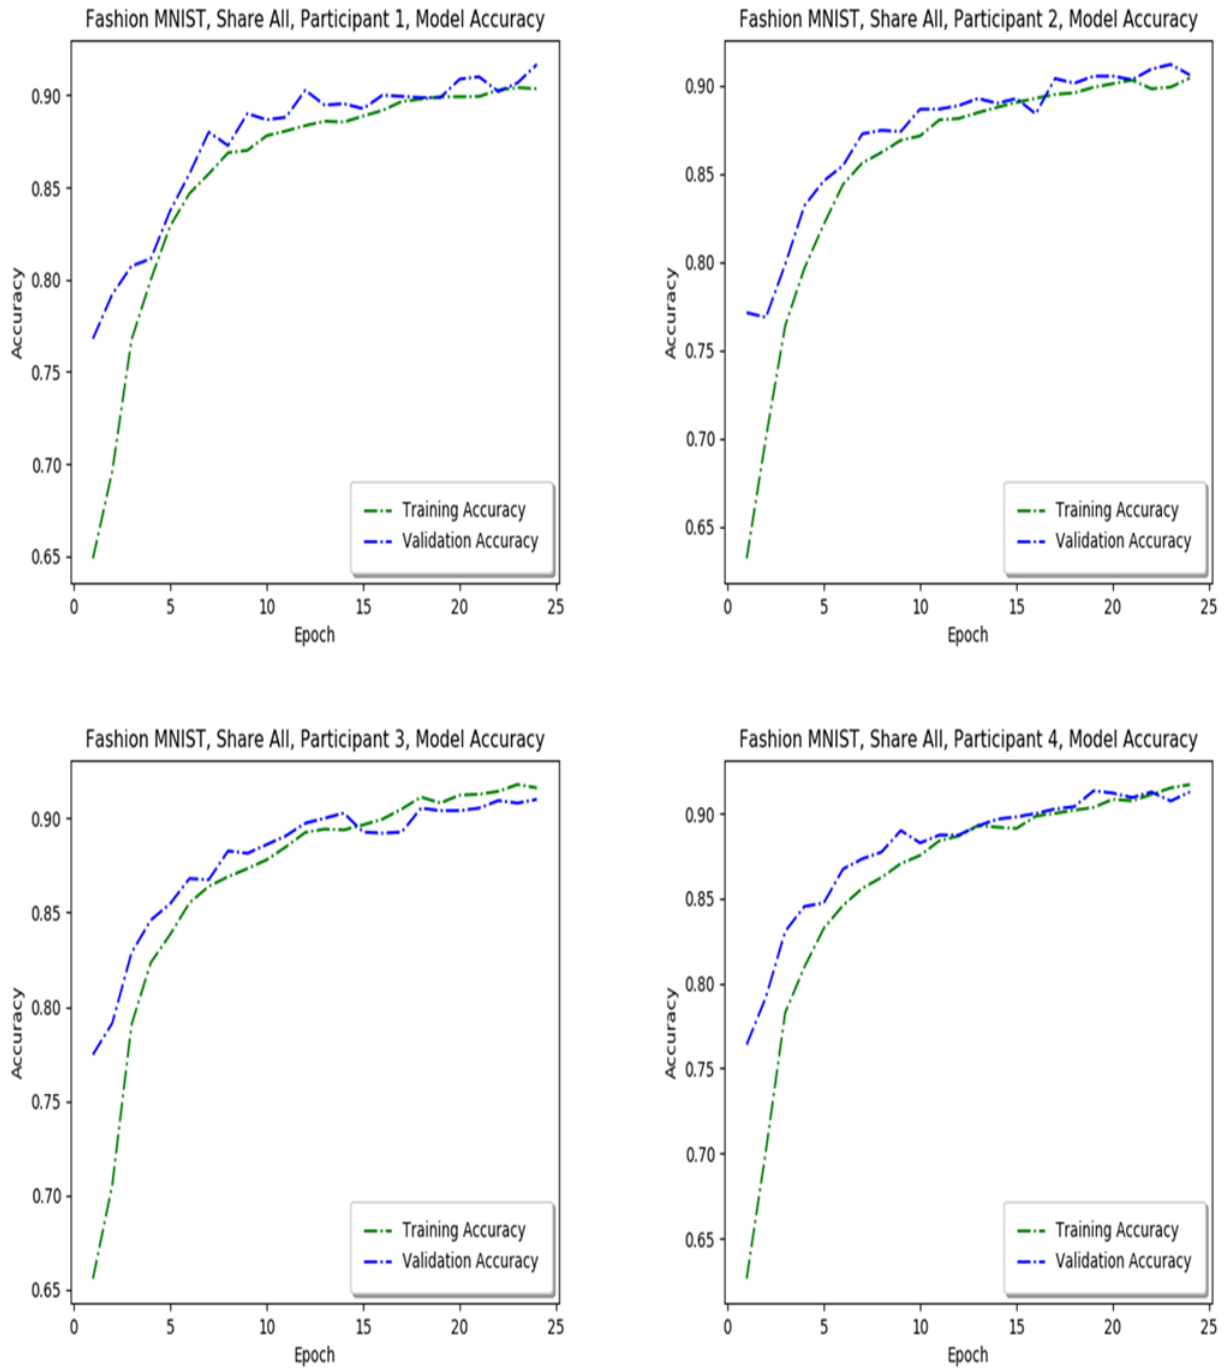 Fashion MNIST, Share All, Participant 1, Model Accuracy
0.90
0.85
0.80
0.75
0.70
0.65
Accuracy
Training Accuracy
Validation Accuracy
0 5 10 15 20 25
Epoch
Fashion MNIST, Share All, Participant 2, Model Accuracy
0.90
0.85
0.80
0.75
0.70
0.65
Accuracy
Training Accuracy
Validation Accuracy
0 5 10 15 20 25
Epoch
Fashion MNIST, Share All, Participant 3, Model Accuracy
0.90
0.85
0.80
0.75
0.70
0.65
Accuracy
Training Accuracy
Validation Accuracy
0 5 10 15 20 25
Epoch
Fashion MNIST, Share All, Participant 4, Model Accuracy
0.90
0.85
0.80
0.75
0.70
0.65
Accuracy
Training Accuracy
Validation Accuracy
0 5 10 15 20 25
Epoch